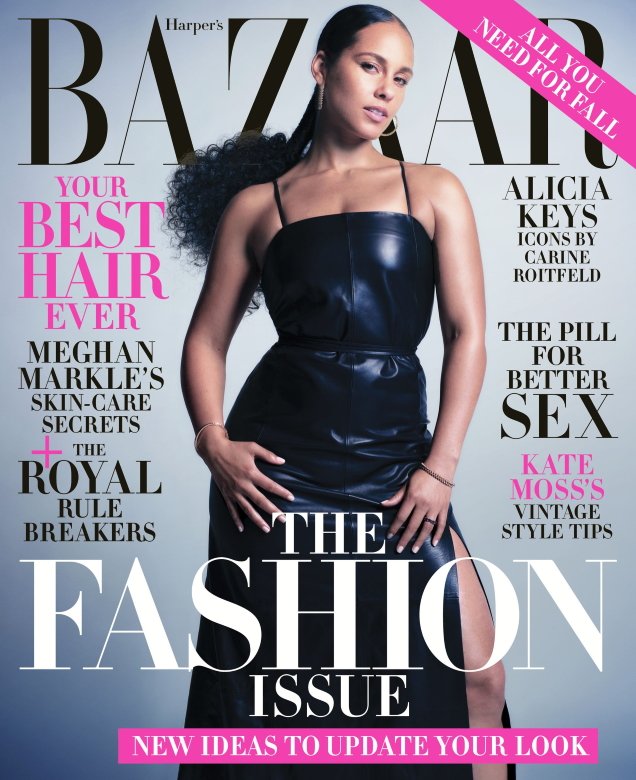 Harper's
BAZAAR
ALL YOU
NEED FOR FALL
YOUR
BEST
HAIR
EVER
MEGHAN
MARKLE'S
SKIN-CARE
SECRETS
+ THE
ROYAL
RULE
BREAKERS
ALICIA
KEYS
ICONS BY
CARINE
ROITFELD
THE PILL
FOR
BETTER
SEX
KATE
MOSS'S
VINTAGE
STYLE TIPS
THE
FASHION
ISSUE
NEW IDEAS TO UPDATE YOUR LOOK